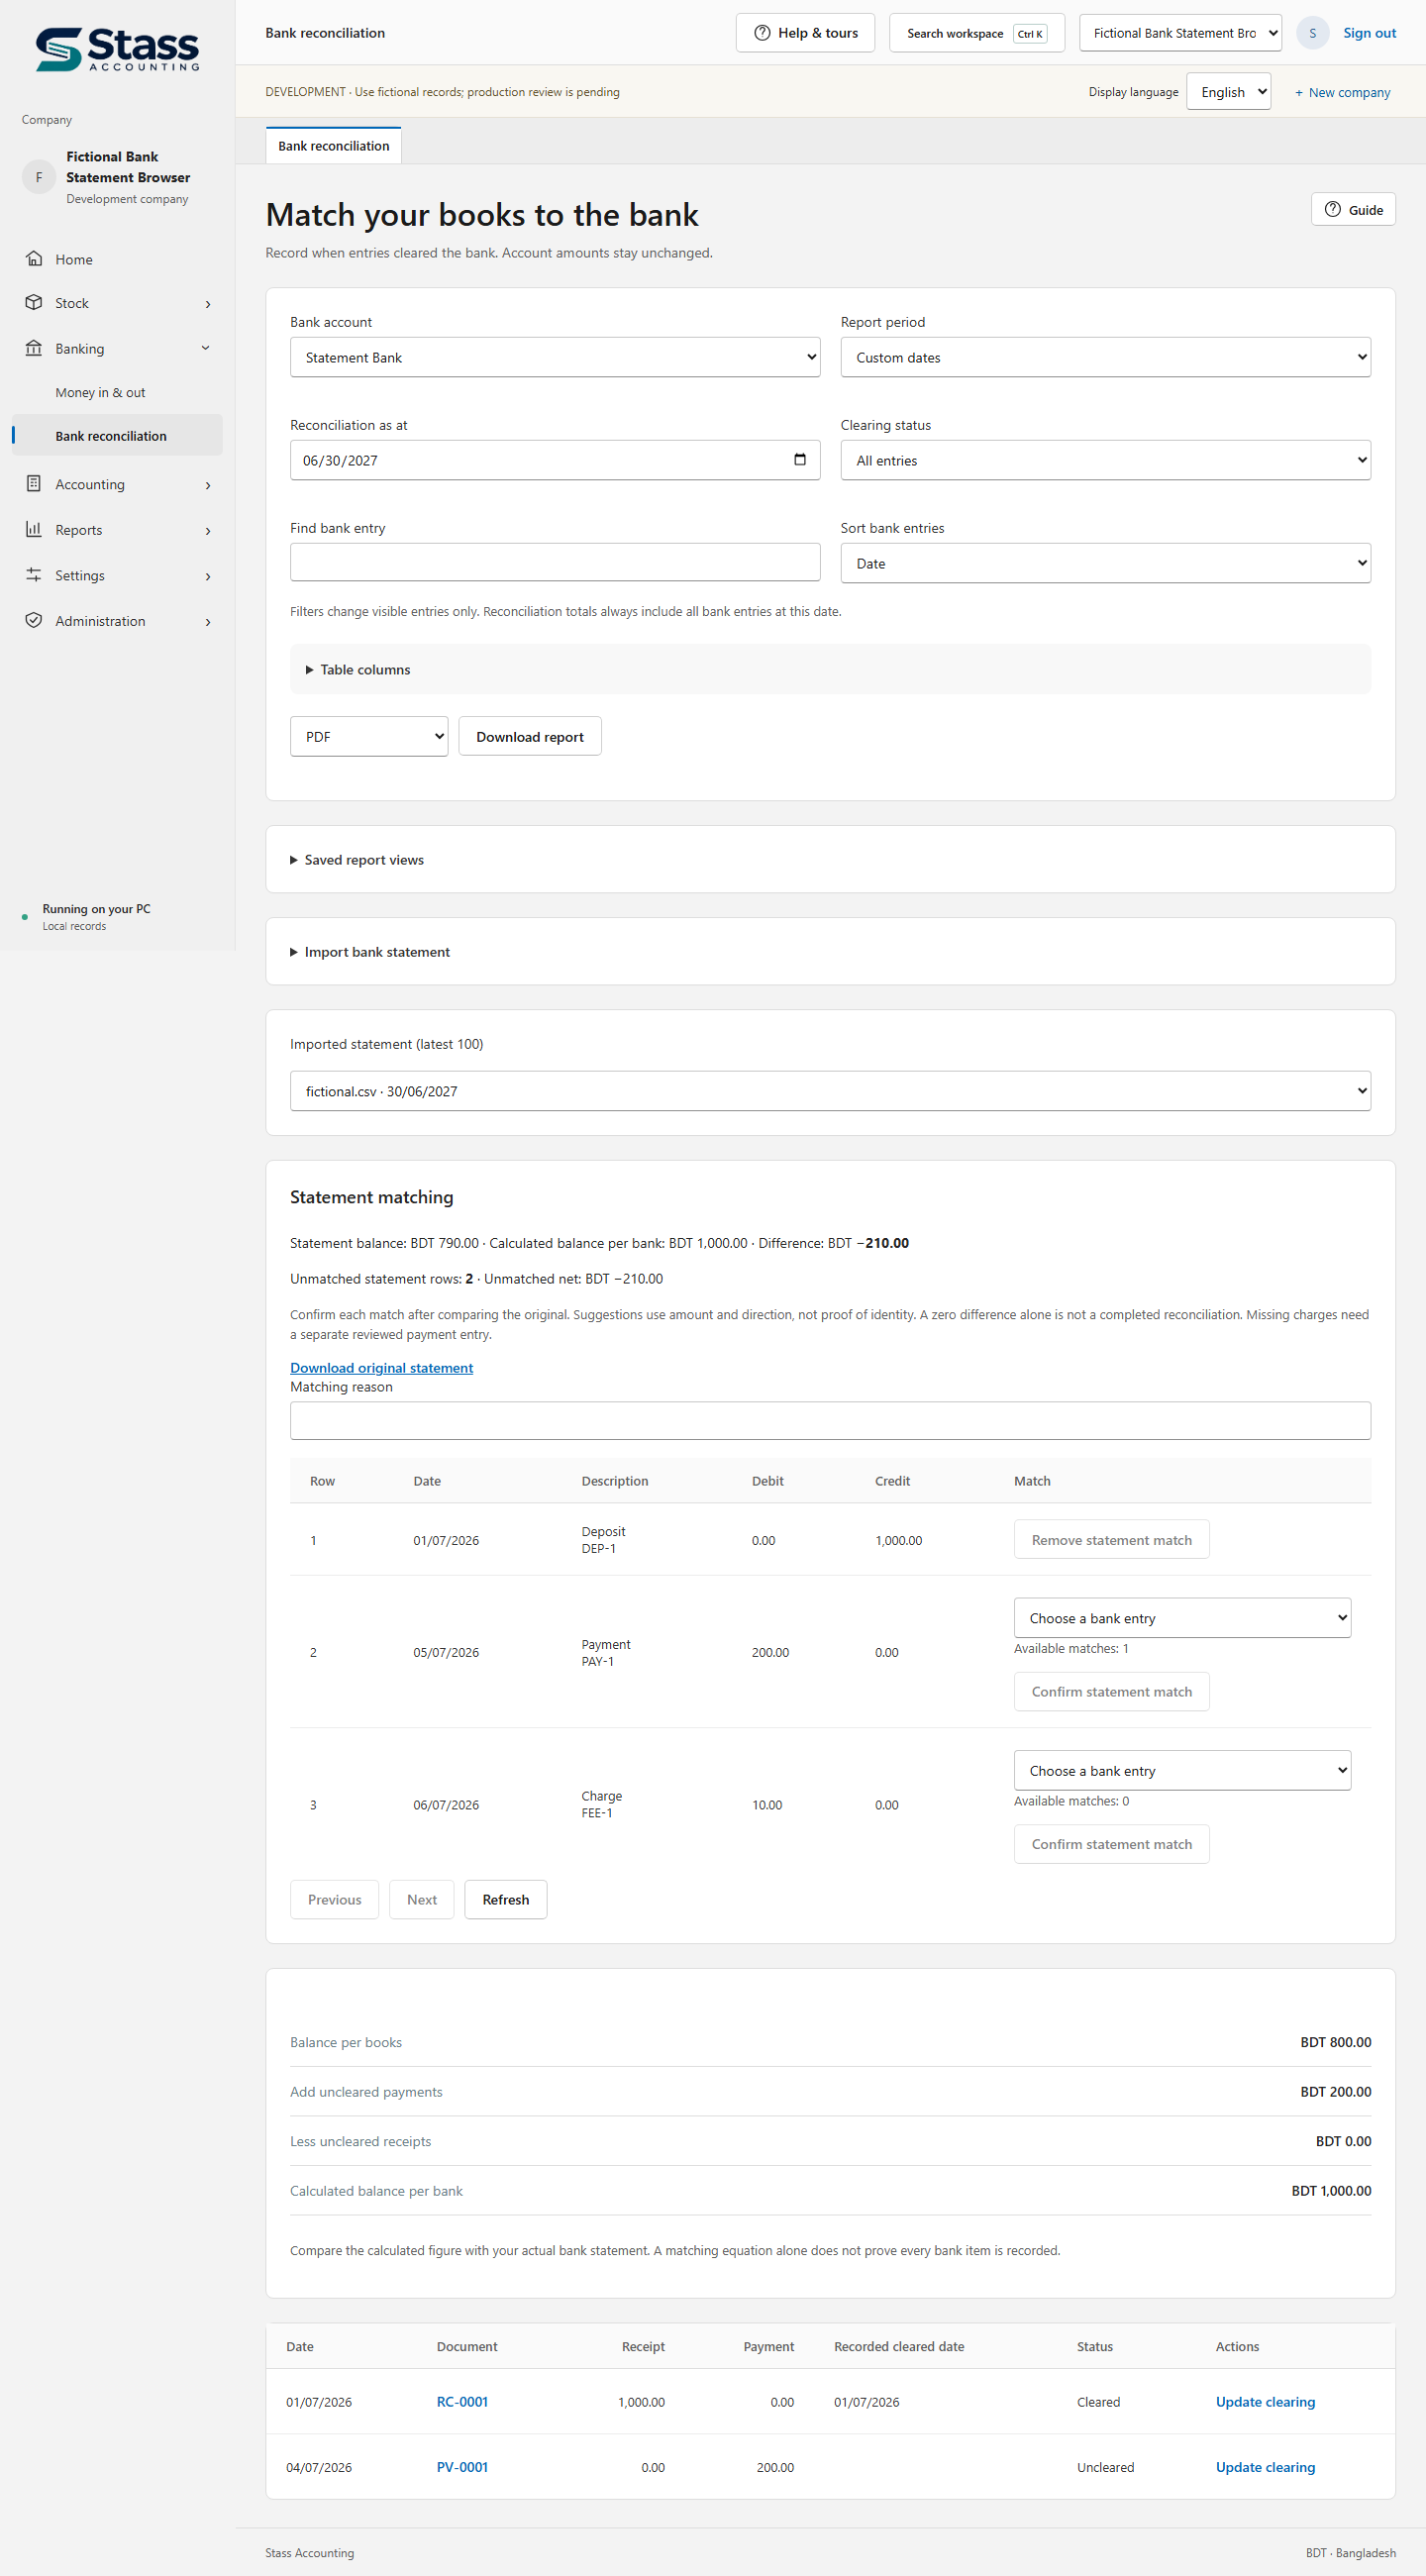 Stass
ACCOUNTING
Company
F
Fictional Bank
Statement Browser
Development company
Home
Stock
Banking
Money in & out
Bank reconciliation
Accounting
Reports
Settings
Administration
Running on your PC
Local records
Bank reconciliation
Help & tours
Search workspace Ctrl K
Fictional Bank Statement Bro
S
Sign out
DEVELOPMENT · Use fictional records; production review is pending
Display language
English
+ New company
Bank reconciliation
Match your books to the bank
Guide
Record when entries cleared the bank. Account amounts stay unchanged.
Bank account
Report period
Statement Bank
Custom dates
Reconciliation as at
Clearing status
06/30/2027
All entries
Find bank entry
Sort bank entries
Date
Filters change visible entries only. Reconciliation totals always include all bank entries at this date.
Table columns
PDF
Download report
Saved report views
Import bank statement
Imported statement (latest 100)
fictional.csv · 30/06/2027
Statement matching
Statement balance: BDT 790.00 · Calculated balance per bank: BDT 1,000.00 · Difference: BDT −210.00
Unmatched statement rows: 2 · Unmatched net: BDT −210.00
Confirm each match after comparing the original. Suggestions use amount and direction, not proof of identity. A zero difference alone is not a completed reconciliation. Missing charges need
a separate reviewed payment entry.
Download original statement
Matching reason
Row Date Description Debit Credit Match
1 01/07/2026 Deposit DEP-1 0.00 1,000.00 Remove statement match
2 05/07/2026 Payment PAY-1 200.00 0.00 Choose a bank entry
Available matches: 1
Confirm statement match
3 06/07/2026 Charge FEE-1 10.00 0.00 Choose a bank entry
Available matches: 0
Confirm statement match
Previous Next Refresh
Balance per books BDT 800.00
Add uncleared payments BDT 200.00
Less uncleared receipts BDT 0.00
Calculated balance per bank BDT 1,000.00
Compare the calculated figure with your actual bank statement. A matching equation alone does not prove every bank item is recorded.
Date Document Receipt Payment Recorded cleared date Status Actions
01/07/2026 RC-0001 1,000.00 0.00 01/07/2026 Cleared Update clearing
04/07/2026 PV-0001 0.00 200.00 Uncleared Update clearing
Stass Accounting
BDT · Bangladesh